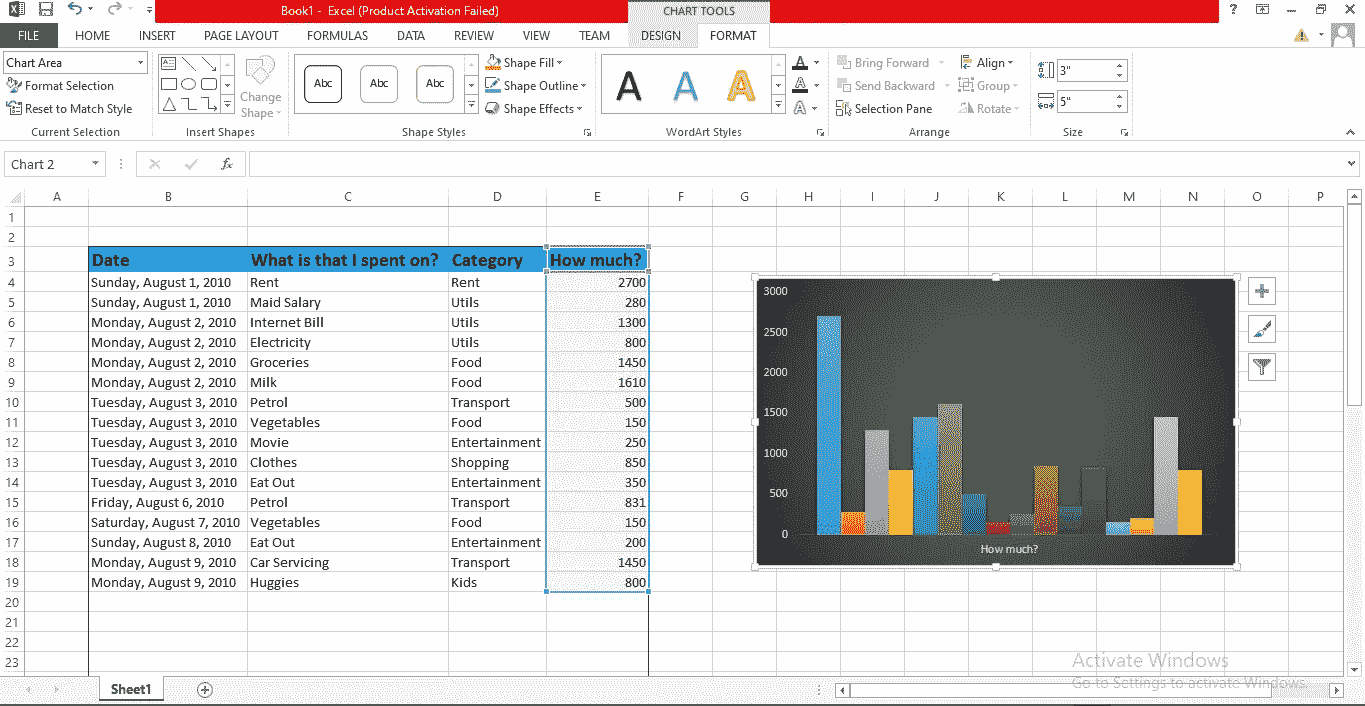 Book1 - Excel (Product Activation Failed)
CHART TOOLS
FILE HOME INSERT PAGE LAYOUT FORMULAS DATA REVIEW VIEW TEAM DESIGN FORMAT
Chart Area
Format Selection
Reset to Match Style
Current Selection
Change
Shape
Insert Shapes
Abc Abc Abc
Shape Fill
Shape Outline
Shape Effects
Shape Styles
A A A
WordArt Styles
Bring Forward
Send Backward
Selection Pane
Align
Group
Rotate
Arrange
3"
5"
Size
Chart 2
fx
A B C D E F G H I J K L M N O P
1
2
3 Date What is that I spent on? Category How much?
4 Sunday, August 1, 2010 Rent Rent 2700
5 Sunday, August 1, 2010 Maid Salary Utils 280
6 Monday, August 2, 2010 Internet Bill Utils 1300
7 Monday, August 2, 2010 Electricity Utils 800
8 Monday, August 2, 2010 Groceries Food 1450
9 Monday, August 2, 2010 Milk Food 1610
10 Tuesday, August 3, 2010 Petrol Transport 500
11 Tuesday, August 3, 2010 Vegetables Food 150
12 Tuesday, August 3, 2010 Movie Entertainment 250
13 Tuesday, August 3, 2010 Clothes Shopping 850
14 Tuesday, August 3, 2010 Eat Out Entertainment 350
15 Friday, August 6, 2010 Petrol Transport 831
16 Saturday, August 7, 2010 Vegetables Food 150
17 Sunday, August 8, 2010 Eat Out Entertainment 200
18 Monday, August 9, 2010 Car Servicing Transport 1450
19 Monday, August 9, 2010 Huggies Kids 800
20
21
22
23
3000
2500
2000
1500
1000
500
0
How much?
Activate Windows
Go to Settings to activate Windows.
Sheet1